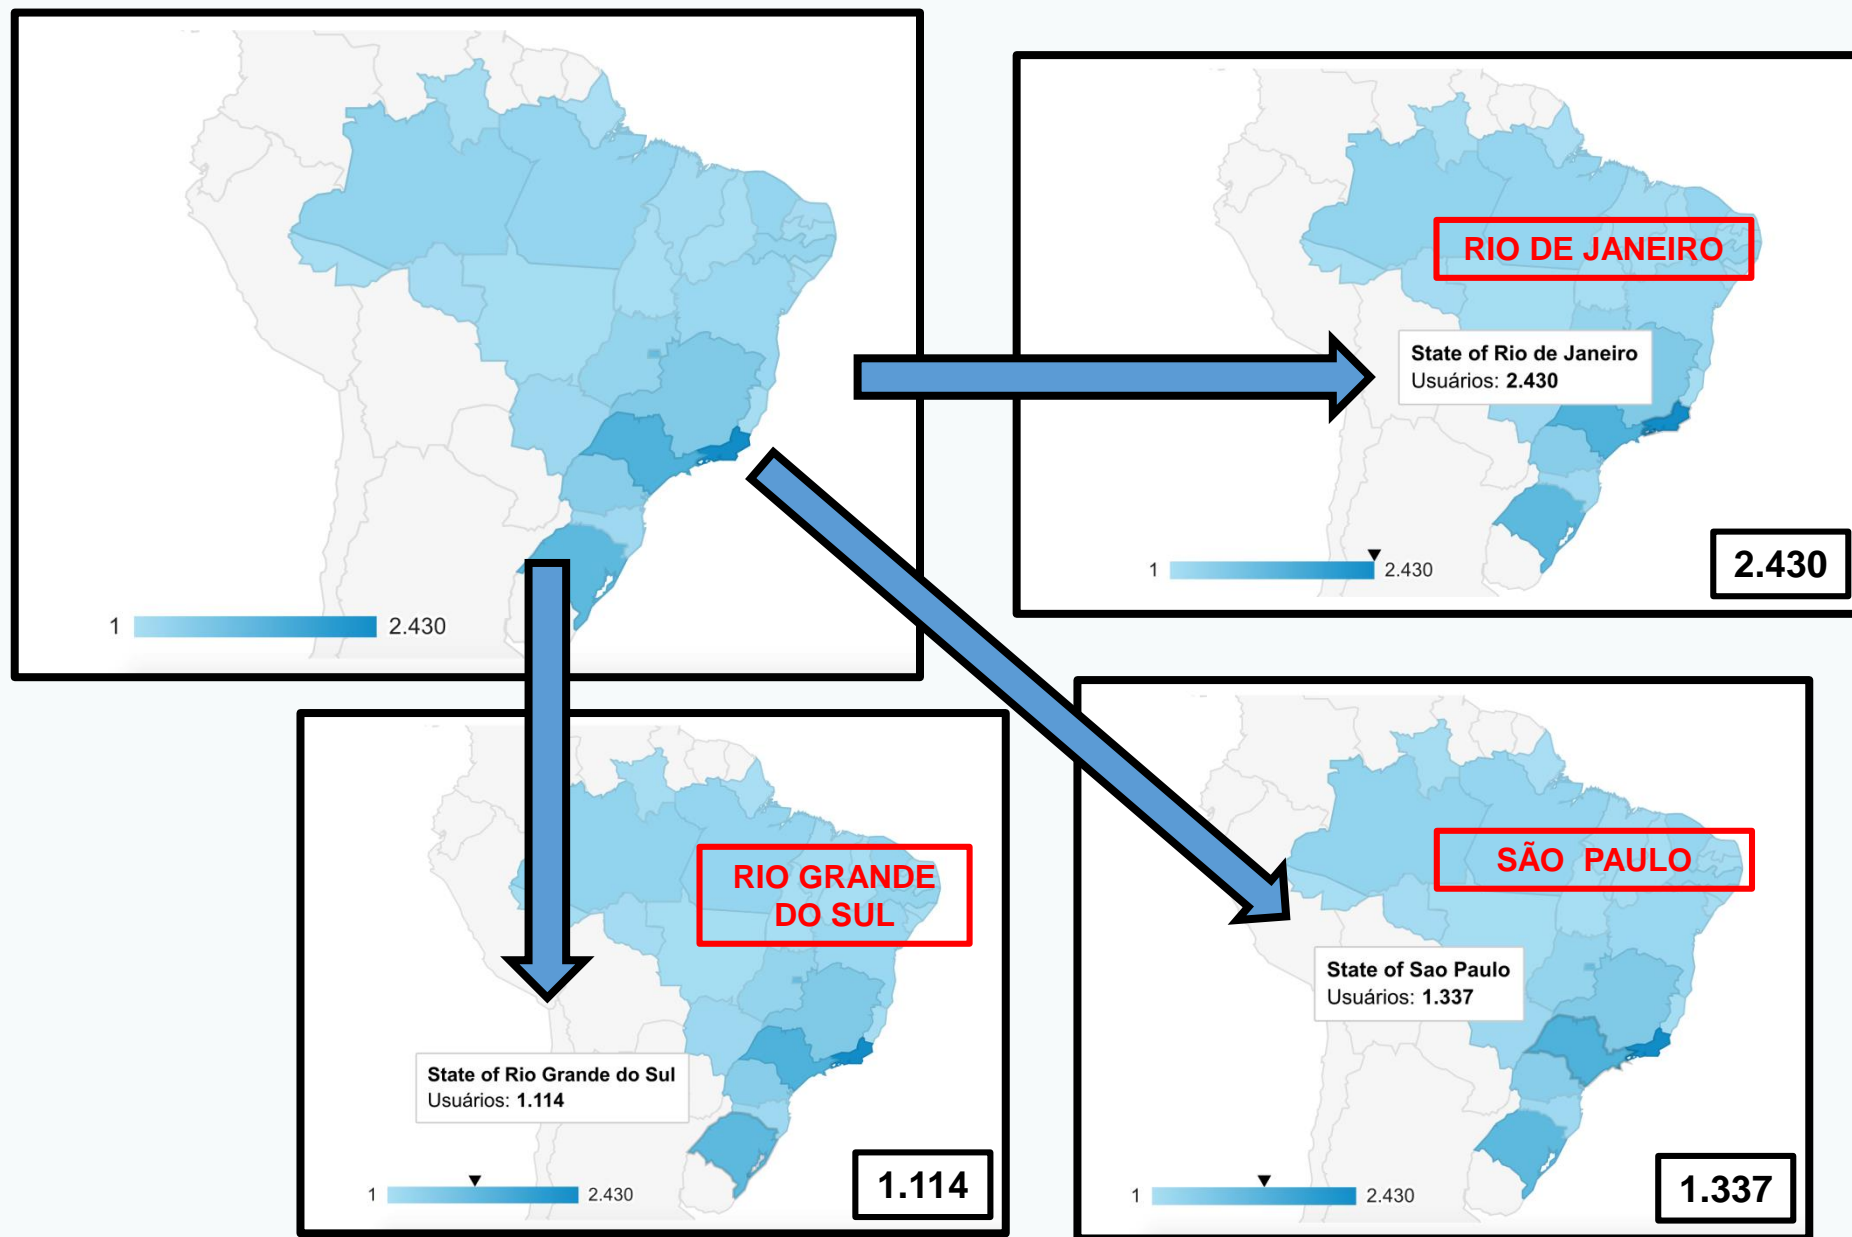 1
2.430
RIO DE JANEIRO
State of Rio de Janeiro
Usuários: 2.430
1
2.430
2.430
RIO GRANDE
DO SUL
State of Rio Grande do Sul
Usuários: 1.114
1
2.430
1.114
SÃO PAULO
State of Sao Paulo
Usuários: 1.337
1
2.430
1.337